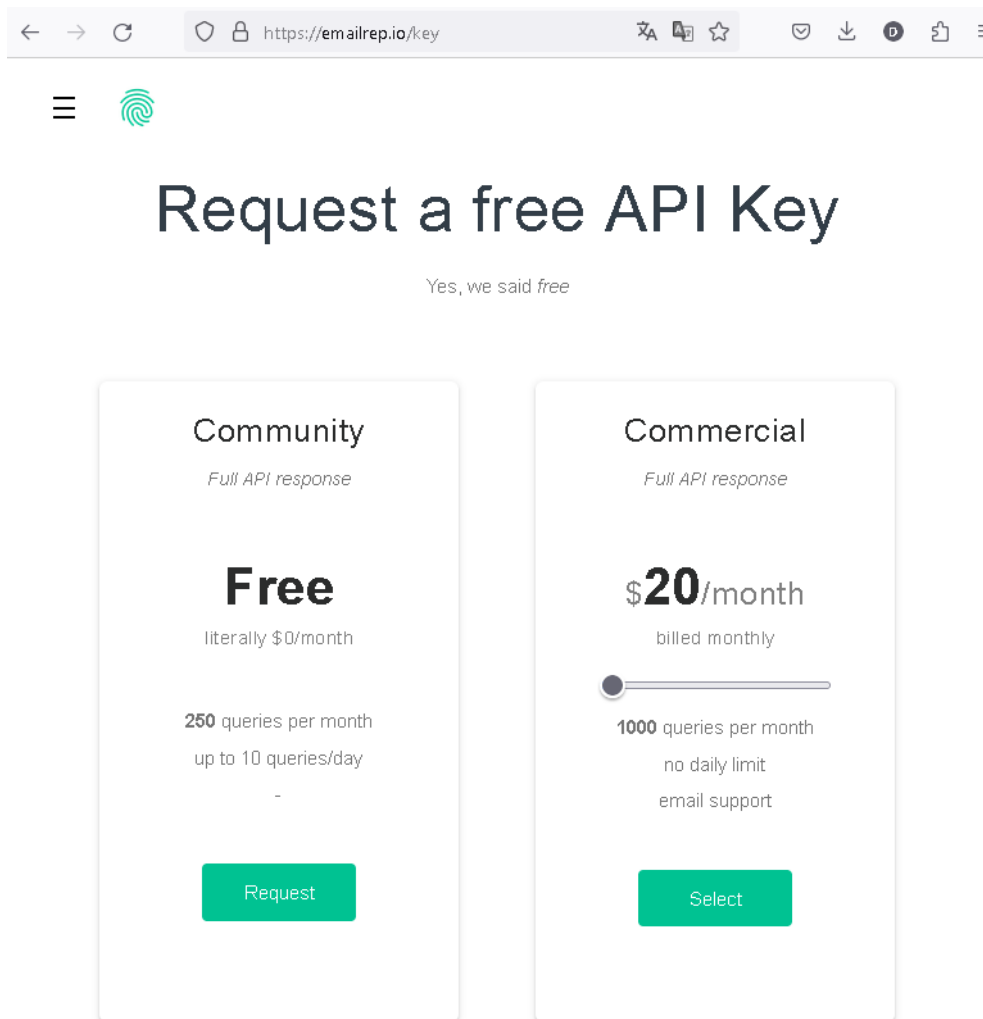 https://emailrep.io/key
Request a free API Key
Yes, we said free
Community
Full API response
Free
literally $0/month
250 queries per month
up to 10 queries/day
-
Request
Commercial
Full API response
$20/month
billed monthly
1000 queries per month
no daily limit
email support
Select